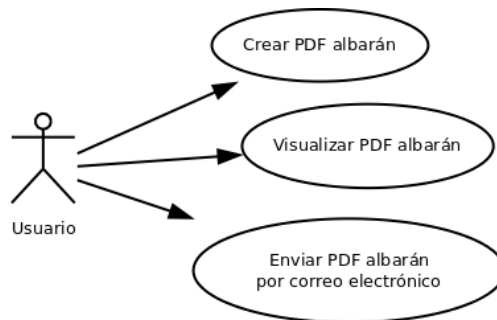 Crear PDF albarán
Visualizar PDF albarán
Usuario
Enviar PDF albarán
por correo electrónico